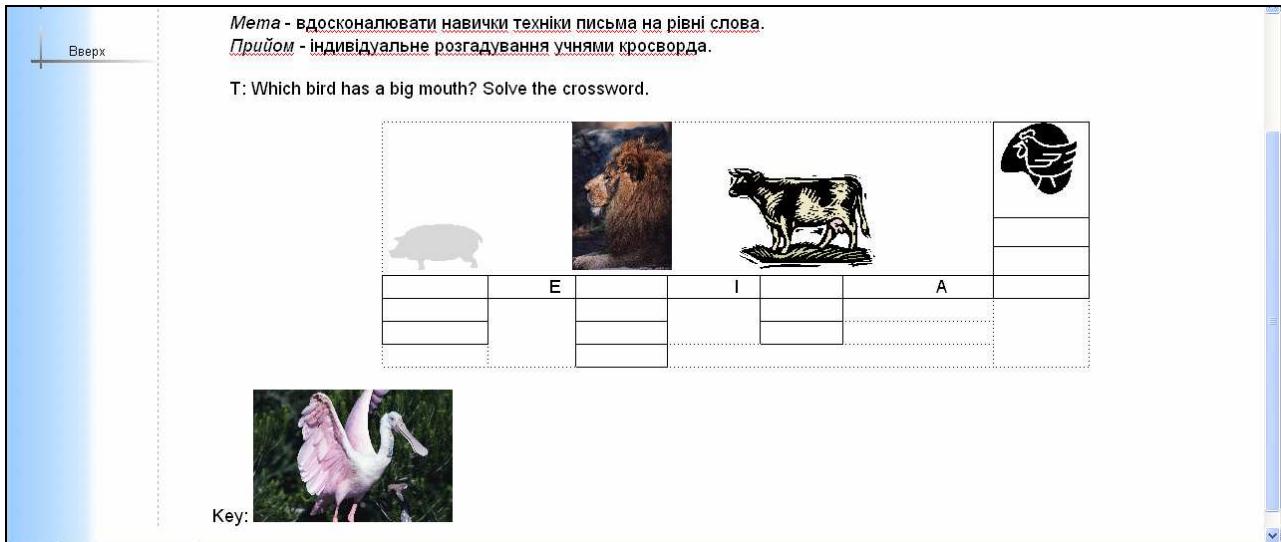 Вверх
Мета - вдосконалювати навички техніки письма на рівні слова.
Прийом - індивідуальне розгадування учнями кросворда.
T: Which bird has a big mouth? Solve the crossword.
E I A
Key: